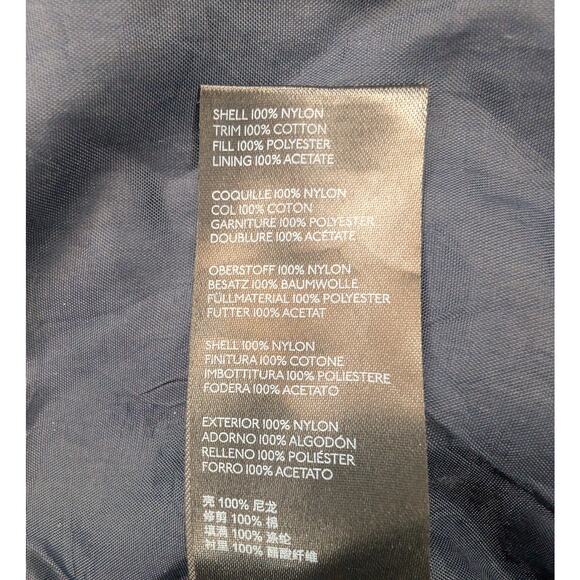 SHELL 100% NYLON
TRIM 100% COTTON
FILL 100% POLYESTER
LINING 100% ACETATE
COQUILLE 100% NYLON
COL 100% COTON
GARNITURE 100% POLYESTER
DOUBLURE 100% ACÉTATE
OBERSTOFF 100% NYLON
BESATZ 100% BAUMWOLLE
FÜLLMATERIAL 100% POLYESTER
FUTTER 100% ACETAT
SHELL 100% NYLON
FINITURA 100% COTONE
IMBOTTITURA 100% POLIESTERE
FODERA 100% ACETATO
EXTERIOR 100% NYLON
ADORNO 100% ALGODÓN
RELLENO 100% POLIÉSTER
FORRO 100% ACETATO
壳 100% 尼龙
修剪 100% 棉
填满 100% 涤纶
衬里 100% 醋酸纤维